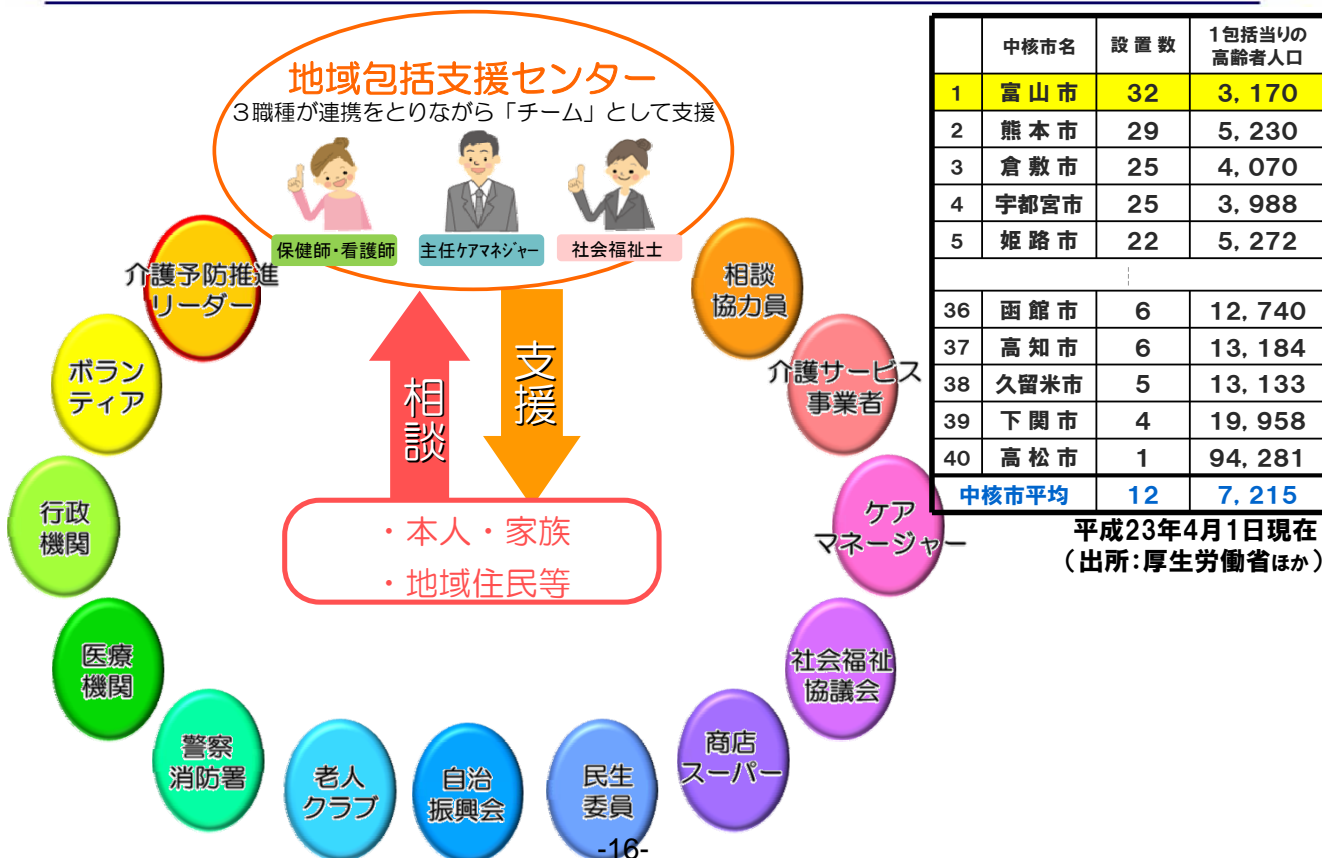 地域包括支援センター
3職種が連携をとりながら「チーム」として支援
保健師・看護師
主任ケアマネジャー
社会福祉士
介護予防推進
リーダー
ボラン
ティア
行政
機関
医療
機関
警察
消防署
老人
クラブ
自治
振興会
民生
委員
商店
スーパー
社会福祉
協議会
ケア
マネージャー
介護サービス
事業者
相談
協力員
相談
支援
・本人・家族
・地域住民等
中核市名 設置数 1包括当りの
高齢者人口
1 富山市 32 3,170
2 熊本市 29 5,230
3 倉敷市 25 4,070
4 宇都宮市 25 3,988
5 姫路市 22 5,272
36 函館市 6 12,740
37 高知市 6 13,184
38 久留米市 5 13,133
39 下関市 4 19,958
40 高松市 1 94,281
中核市平均 12 7,215
平成23年4月1日現在
(出所:厚生労働省ほか)
-16-